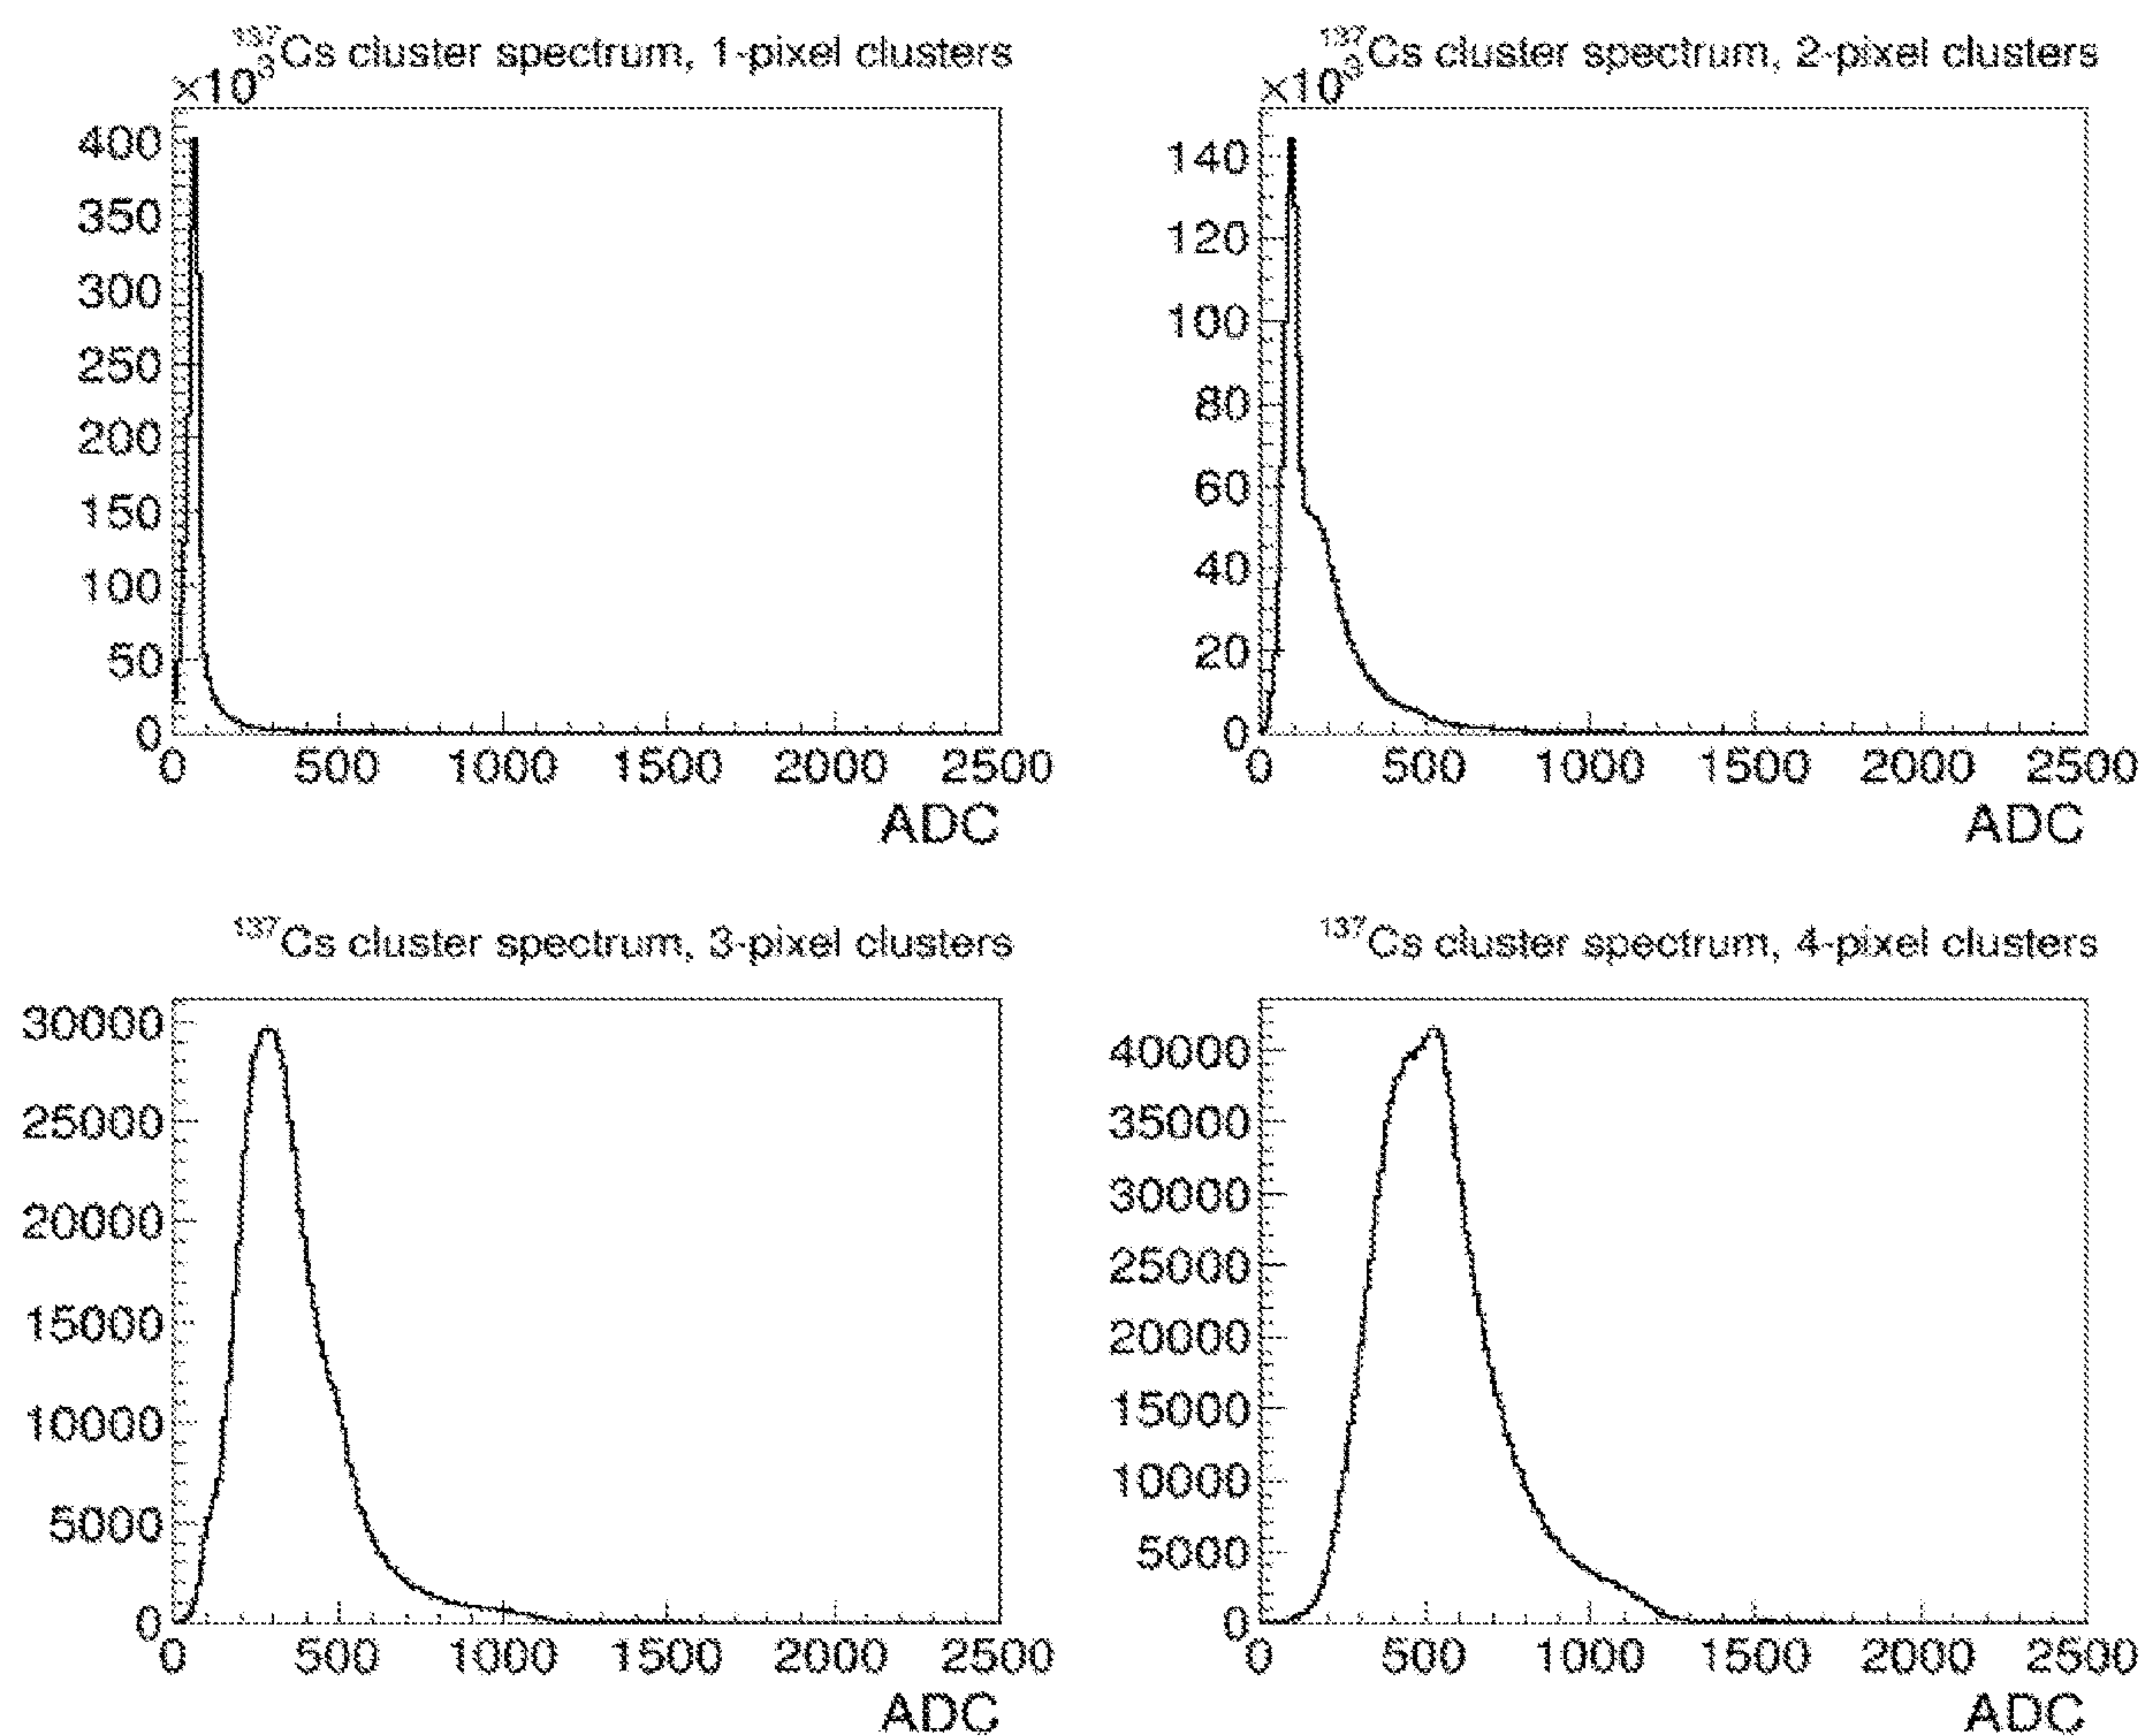 ¹³⁷Cs cluster spectrum, 1-pixel clusters
×10³
400
350
300
250
200
150
100
50
0
0 500 1000 1500 2000 2500
ADC
¹³⁷Cs cluster spectrum, 2-pixel clusters
×10³
140
120
100
80
60
40
20
0
0 500 1000 1500 2000 2500
ADC
¹³⁷Cs cluster spectrum, 3-pixel clusters
30000
25000
20000
15000
10000
5000
0
0 500 1000 1500 2000 2500
ADC
¹³⁷Cs cluster spectrum, 4-pixel clusters
40000
35000
30000
25000
20000
15000
10000
5000
0
0 500 1000 1500 2000 2500
ADC